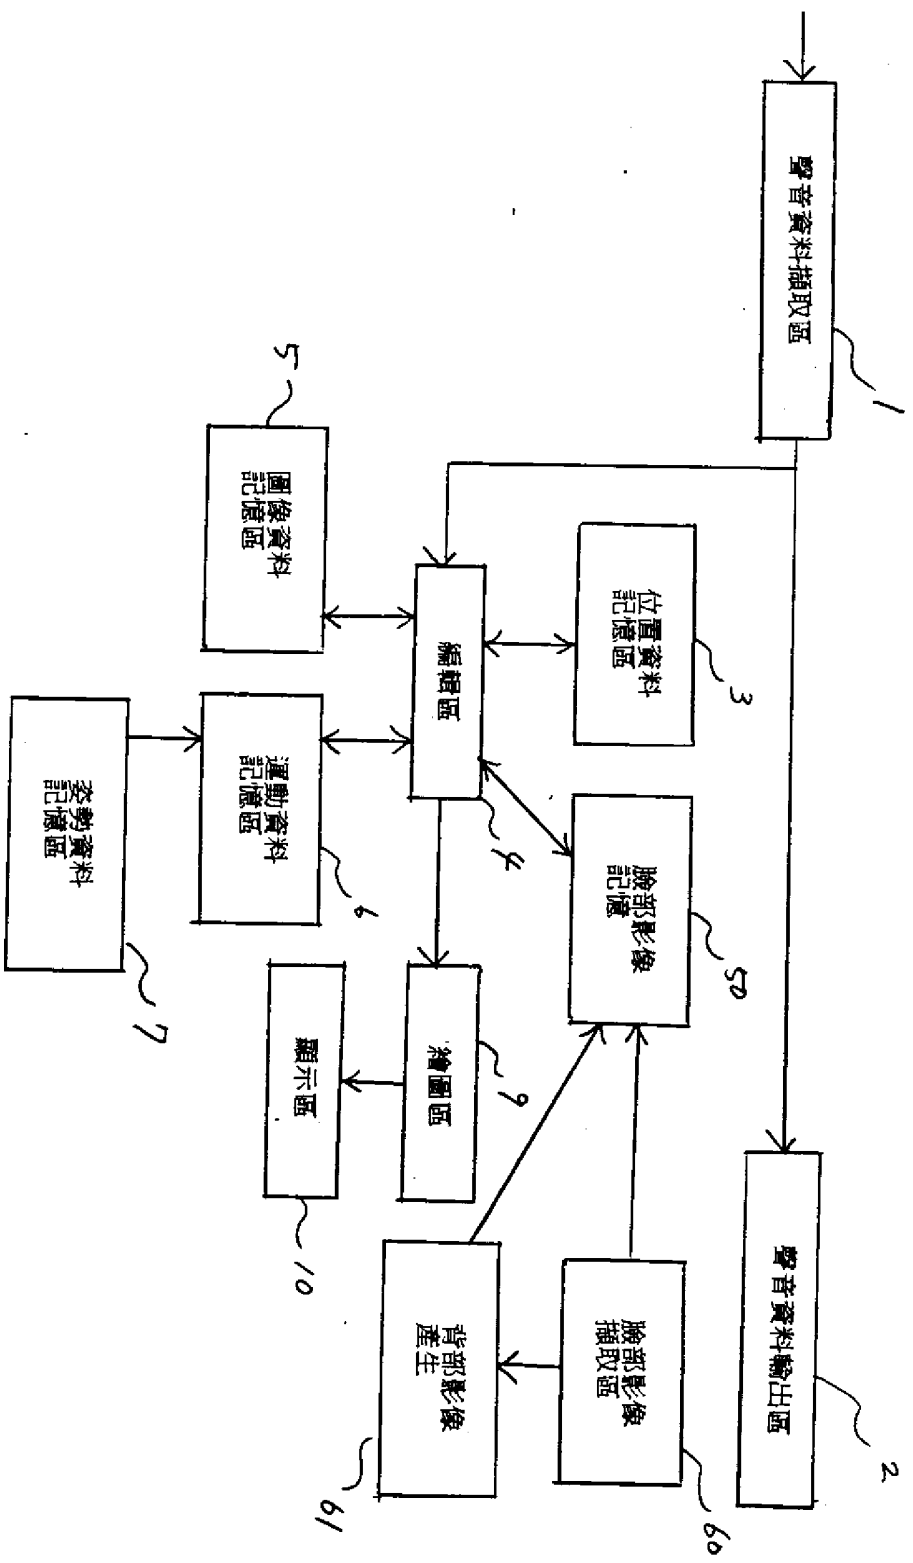 聲音資料擷取區
1
聲音資料輸出區
2
位置資料
記憶區
3
臉部影像
記憶
50
臉部影像
擷取區
60
編輯區
4
繪圖區
9
背部影像
產生
61
圖像資料
記憶區
5
運動資料
記憶區
6
顯示區
10
姿勢資料
記憶區
7